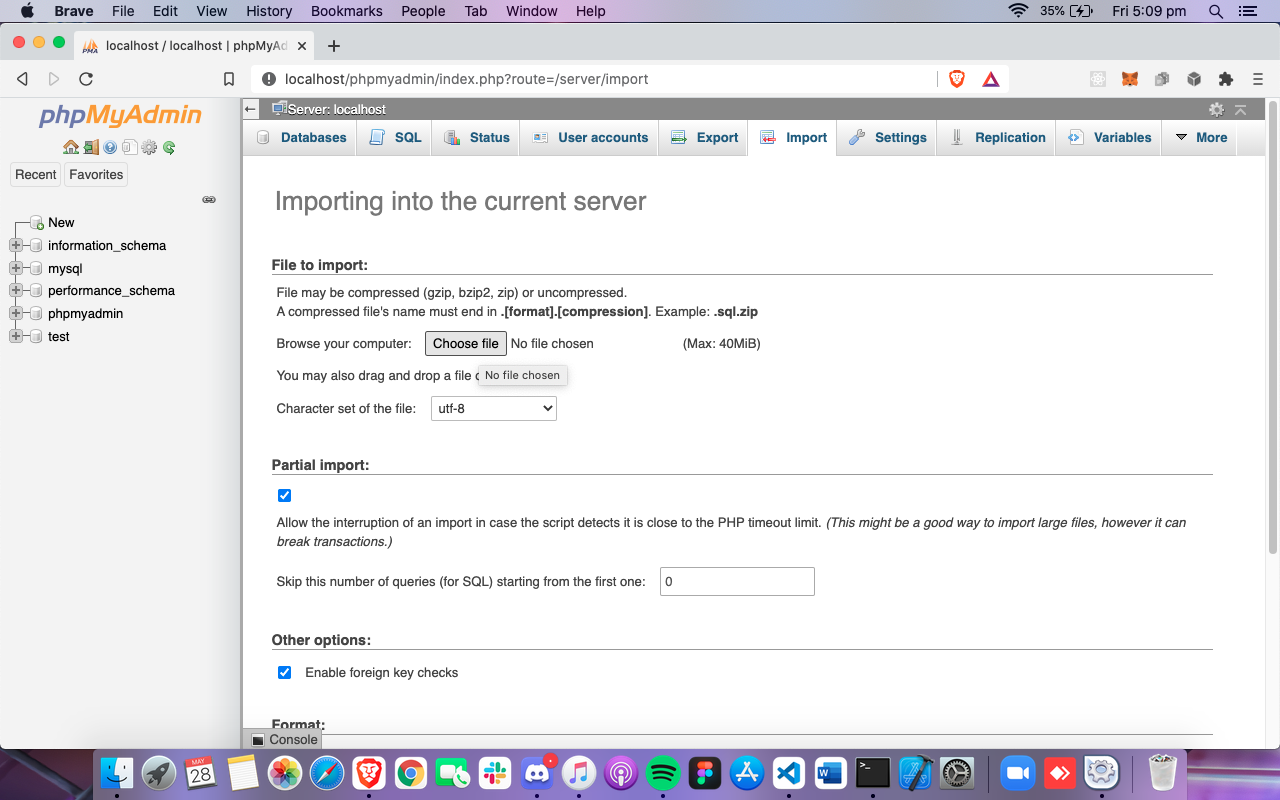 Brave File Edit View History Bookmarks People Tab Window Help 35% Fri 5:09 pm
localhost / localhost | phpMyAd
localhost/phpmyadmin/index.php?route=/server/import
phpMyAdmin
Recent Favorites
New
information_schema
mysql
performance_schema
phpmyadmin
test
Server: localhost
Databases SQL Status User accounts Export Import Settings Replication Variables More
Importing into the current server
File to import:
File may be compressed (gzip, bzip2, zip) or uncompressed.
A compressed file's name must end in .[format].[compression]. Example: .sql.zip
Browse your computer: Choose file No file chosen (Max: 40MiB)
You may also drag and drop a file
No file chosen
Character set of the file: utf-8
Partial import:
Allow the interruption of an import in case the script detects it is close to the PHP timeout limit. (This might be a good way to import large files, however it can
break transactions.)
Skip this number of queries (for SQL) starting from the first one: 0
Other options:
Enable foreign key checks
Format:
Console
MAY
28